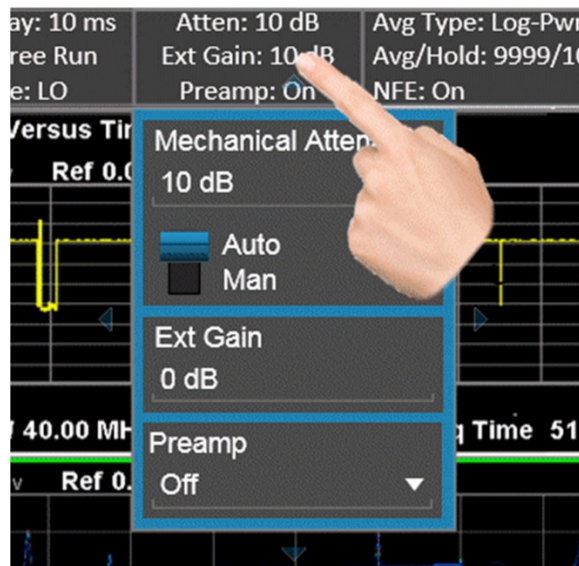 ay: 10 ms
Atten: 10 dB
Avg Type: Log-Pwr
ree Run
Ext Gain: 10 dB
Avg/Hold: 9999/10
e: LO
Preamp: On
NFE: On
Versus Tir
Ref 0.0
Mechanical Atten
10 dB
Auto
Man
Ext Gain
0 dB
40.00 MH
Time 51
Preamp
Off
Ref 0.